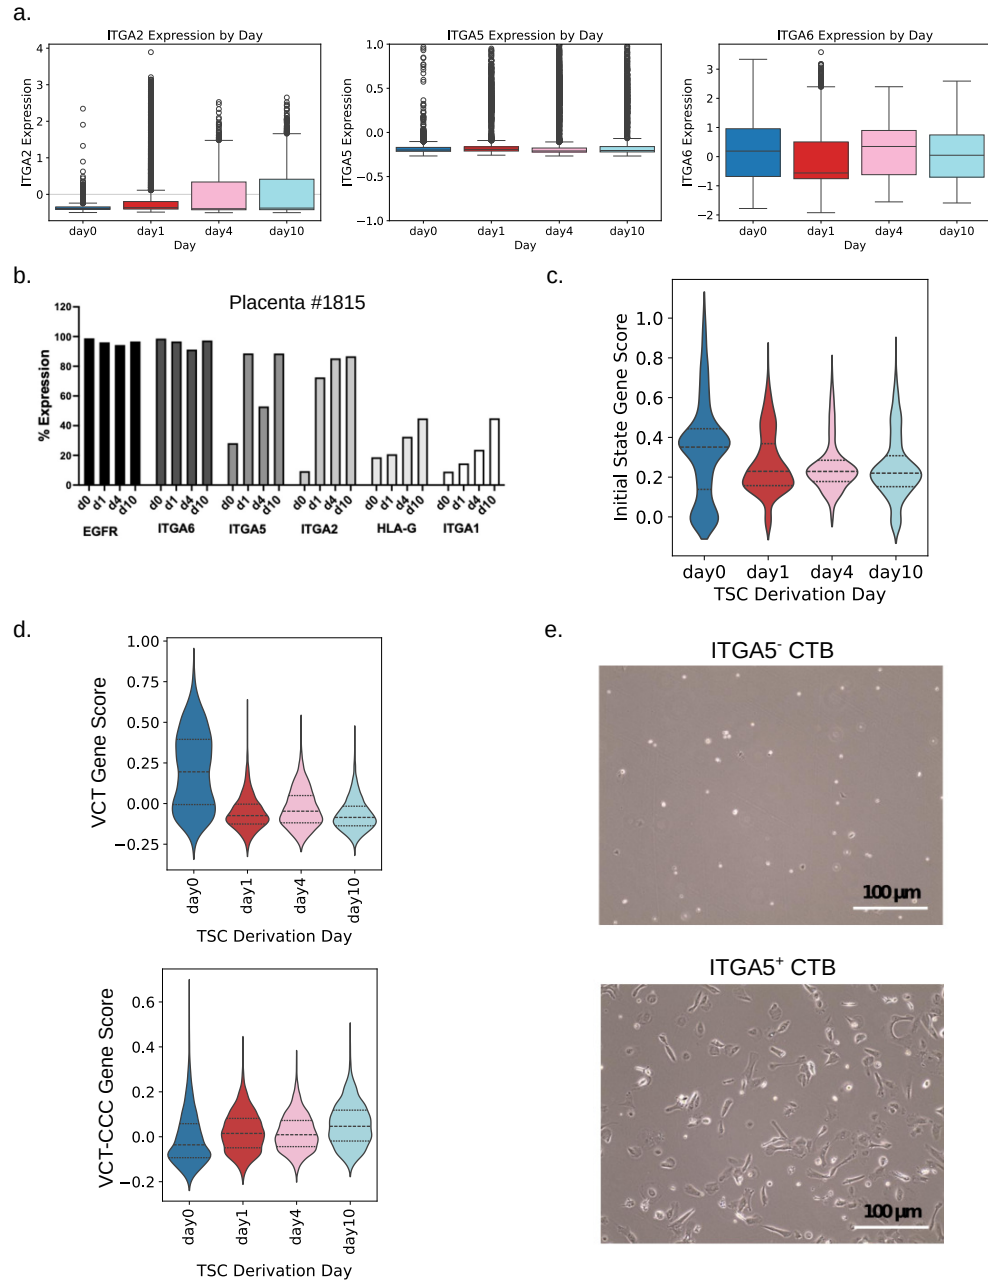 a.
ITGA2 Expression by Day
ITGA2 Expression
4
3
2
1
0
day0 day1 day4 day10
Day
ITGA5 Expression by Day
ITGA5 Expression
1.0
0.5
0.0
−0.5
−1.0
day0 day1 day4 day10
Day
ITGA6 Expression by Day
ITGA6 Expression
3
2
1
0
−1
−2
day0 day1 day4 day10
Day
b.
Placenta #1815
% Expression
120
100
80
60
40
20
0
d0 d1 d4 d10 d0 d1 d4 d10 d0 d1 d4 d10 d0 d1 d4 d10 d0 d1 d4 d10 d0 d1 d4 d10
EGFR ITGA6 ITGA5 ITGA2 HLA-G ITGA1
c.
Initial State Gene Score
1.0
0.8
0.6
0.4
0.2
0.0
day0 day1 day4 day10
TSC Derivation Day
d.
VCT Gene Score
1.00
0.75
0.50
0.25
0.00
−0.25
day0 day1 day4 day10
TSC Derivation Day
VCT-CCC Gene Score
0.6
0.4
0.2
0.0
−0.2
day0 day1 day4 day10
TSC Derivation Day
e.
ITGA5⁻ CTB
100 µm
ITGA5⁺ CTB
100 µm